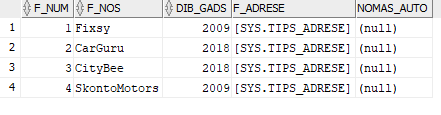 F_NUM F_NOS DIB_GADS F_ADRESE NOMAS_AUTO
1 1 Fixsy 2009 [SYS.TIPS_ADRESE] (null)
2 2 CarGuru 2018 [SYS.TIPS_ADRESE] (null)
3 3 CityBee 2018 [SYS.TIPS_ADRESE] (null)
4 4 SkontoMotors 2009 [SYS.TIPS_ADRESE] (null)